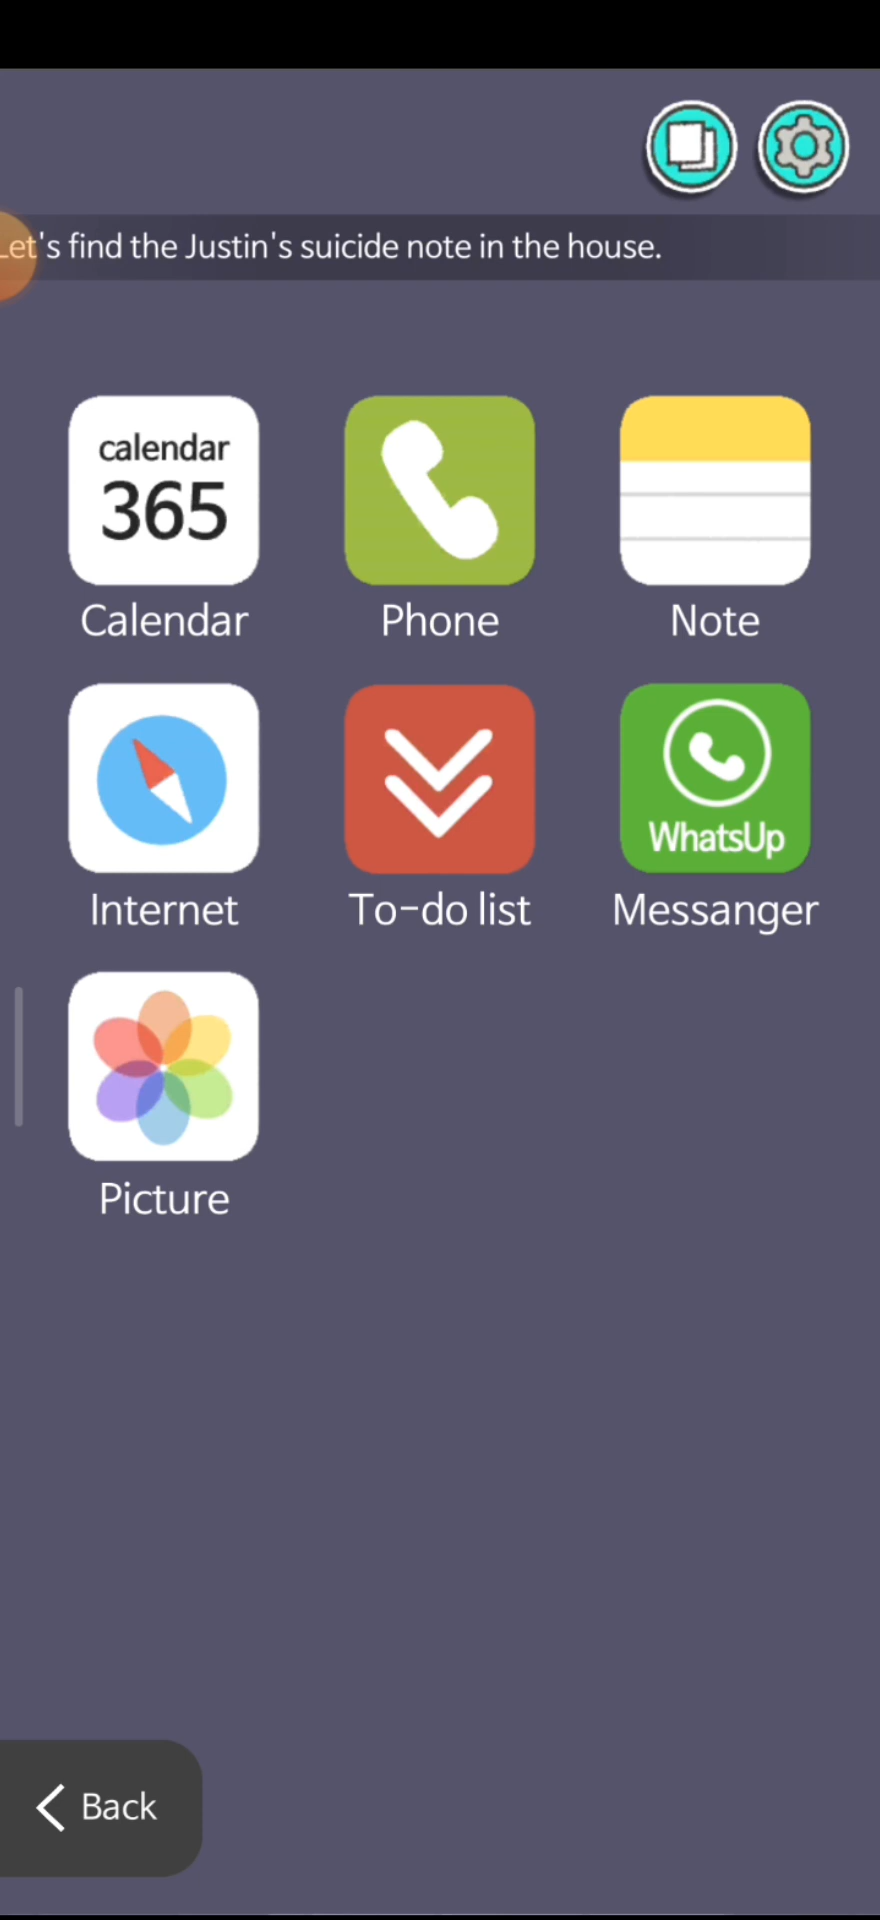 Let's find the Justin's suicide note in the house.
calendar
365
Calendar
Phone
Note
Internet
To-do list
WhatsUp
Messanger
Picture
Back